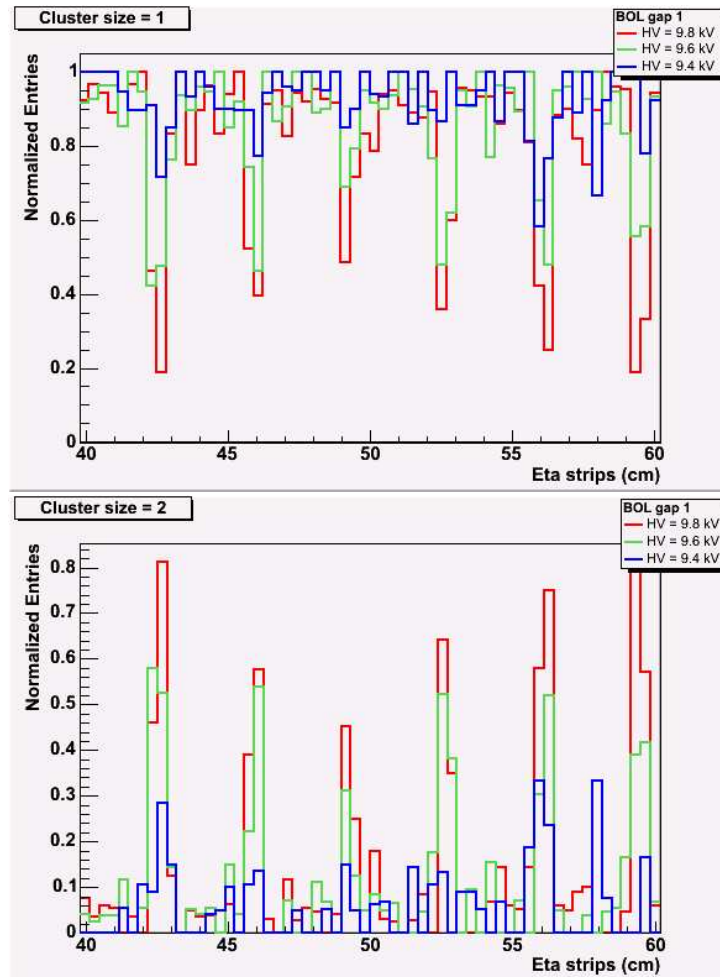 Cluster size = 1
BOL gap 1
HV = 9.8 kV
HV = 9.6 kV
HV = 9.4 kV
Normalized Entries
1
0.8
0.6
0.4
0.2
0
40 45 50 55 60
Eta strips (cm)
Cluster size = 2
BOL gap 1
HV = 9.8 kV
HV = 9.6 kV
HV = 9.4 kV
Normalized Entries
0.8
0.7
0.6
0.5
0.4
0.3
0.2
0.1
0
40 45 50 55 60
Eta strips (cm)